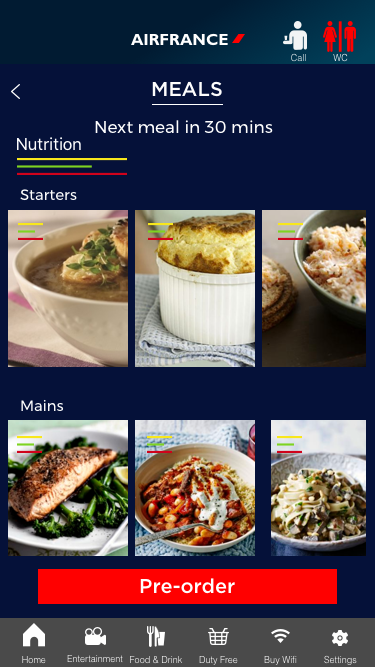 AIRFRANCE
Call
WC
MEALS
Next meal in 30 mins
Nutrition
Starters
Mains
Pre-order
Home
Entertainment
Food & Drink
Duty Free
Buy Wifi
Settings